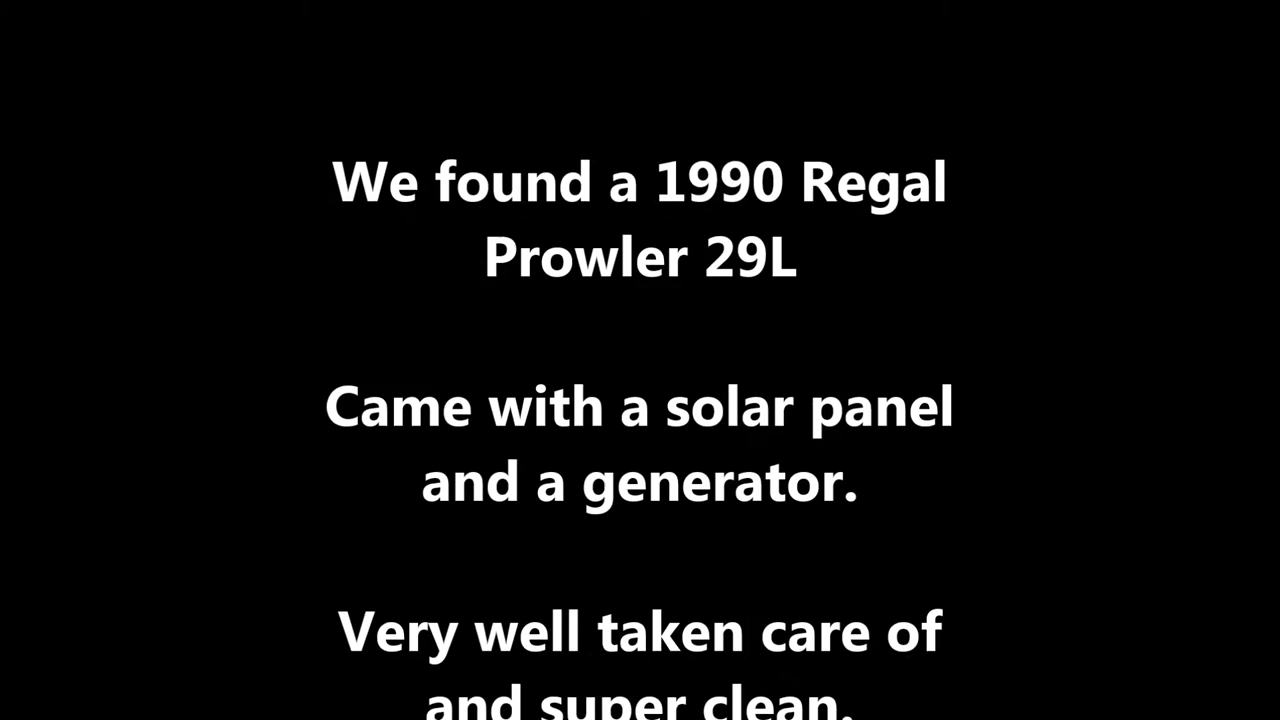 We found a 1990 Regal
Prowler 29L
Came with a solar panel
and a generator.
Very well taken care of
and super clean.